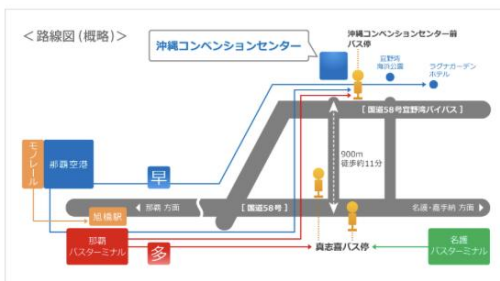 ＜路線図(概略)＞
沖縄コンベンションセンター
沖縄コンベンションセンター前
バス停
宜野湾
海浜公園
ラグナガーデン
ホテル
[ 国道58号宜野湾バイパス ]
モノレール
那覇空港
早
900m
徒歩約11分
旭橋駅
那覇 方面
[ 国道58号 ]
名護・嘉手納 方面
那覇
バスターミナル
多
真志喜バス停
名護
バスターミナル